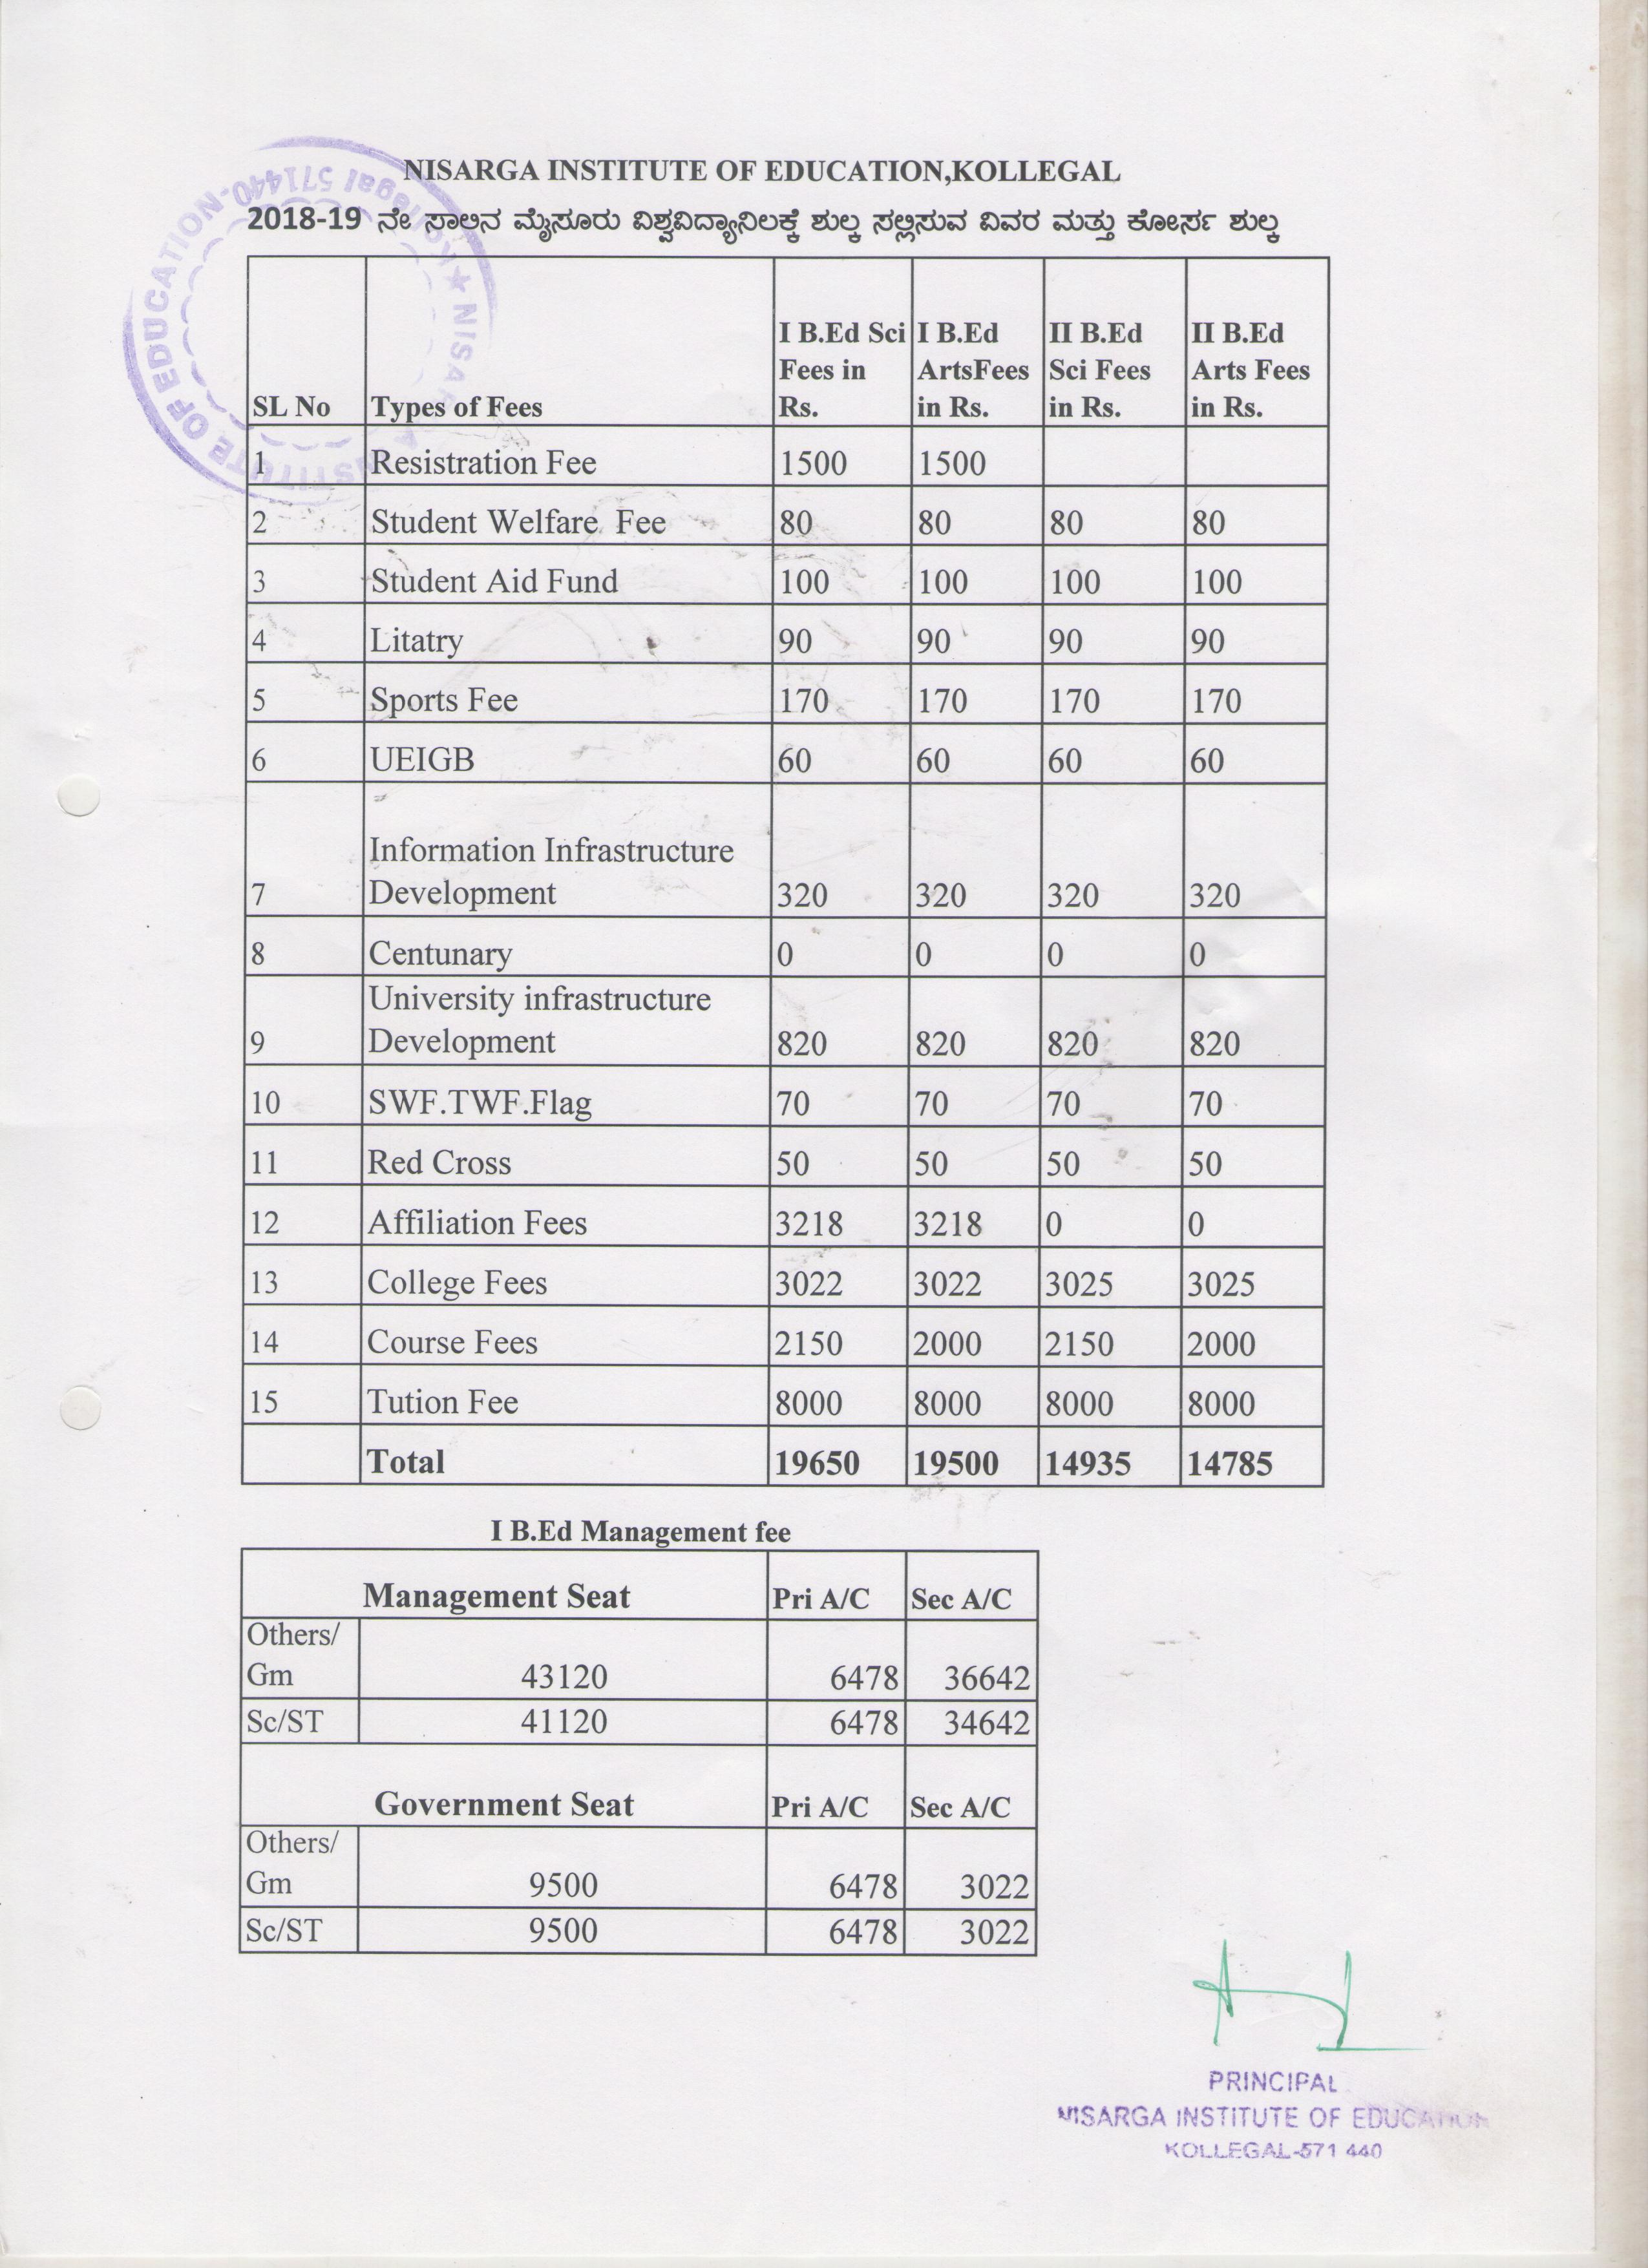 NISARGA INSTITUTE OF EDUCATION,KOLLEGAL
2018-19 ನೇ ಸಾಲಿನ ಮೈಸೂರು ವಿಶ್ವವಿದ್ಯಾನಿಲಕ್ಕೆ ಶುಲ್ಕ ಸಲ್ಲಿಸುವ ವಿವರ ಮತ್ತು ಕೋರ್ಸ ಶುಲ್ಕ
SL No Types of Fees I B.Ed Sci Fees in Rs. I B.Ed ArtsFees in Rs. II B.Ed Sci Fees in Rs. II B.Ed Arts Fees in Rs.
1 Resistration Fee 1500 1500
2 Student Welfare Fee 80 80 80 80
3 Student Aid Fund 100 100 100 100
4 Litatry 90 90 90 90
5 Sports Fee 170 170 170 170
6 UEIGB 60 60 60 60
7 Information Infrastructure Development 320 320 320 320
8 Centunary 0 0 0 0
9 University infrastructure Development 820 820 820 820
10 SWF.TWF.Flag 70 70 70 70
11 Red Cross 50 50 50 50
12 Affiliation Fees 3218 3218 0 0
13 College Fees 3022 3022 3025 3025
14 Course Fees 2150 2000 2150 2000
15 Tution Fee 8000 8000 8000 8000
Total 19650 19500 14935 14785
I B.Ed Management fee
Management Seat Pri A/C Sec A/C
Others/ Gm 43120 6478 36642
Sc/ST 41120 6478 34642
Government Seat Pri A/C Sec A/C
Others/ Gm 9500 6478 3022
Sc/ST 9500 6478 3022
PRINCIPAL
NISARGA INSTITUTE OF EDUCATION
KOLLEGAL-571 440